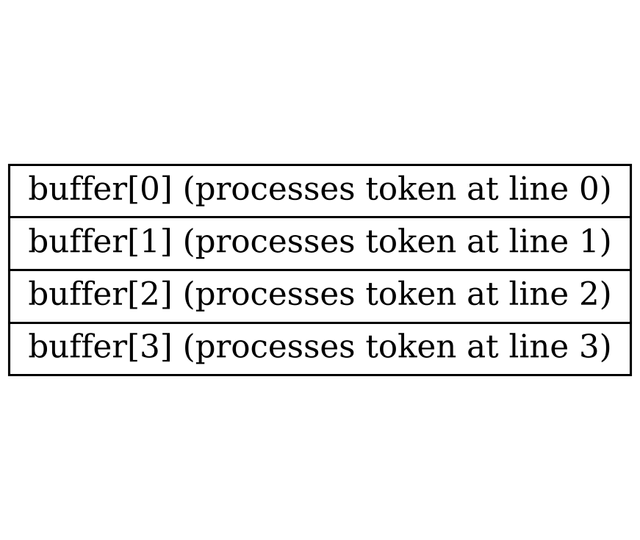 buffer[0] (processes token at line 0)
buffer[1] (processes token at line 1)
buffer[2] (processes token at line 2)
buffer[3] (processes token at line 3)